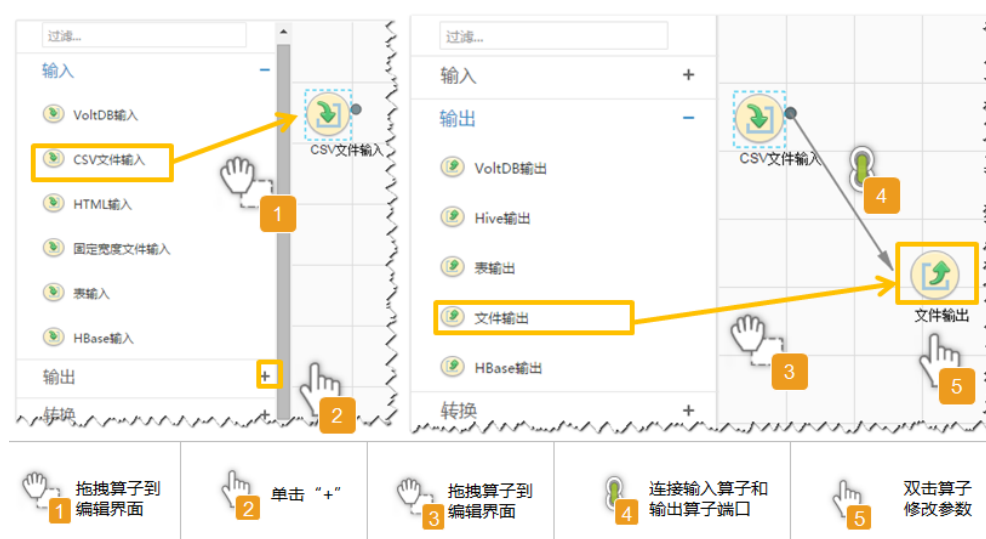 过滤...
输入
−
VoltDB输入
CSV文件输入
HTML输入
固定宽度文件输入
表输入
HBase输入
输出
+
转换
+
CSV文件输入
1
2
过滤...
输入
+
输出
−
VoltDB输出
Hive输出
表输出
文件输出
HBase输出
转换
+
CSV文件输入
4
文件输出
3
5
1
拖拽算子到
编辑界面
2
单击“+”
3
拖拽算子到
编辑界面
4
连接输入算子和
输出算子端口
5
双击算子
修改参数